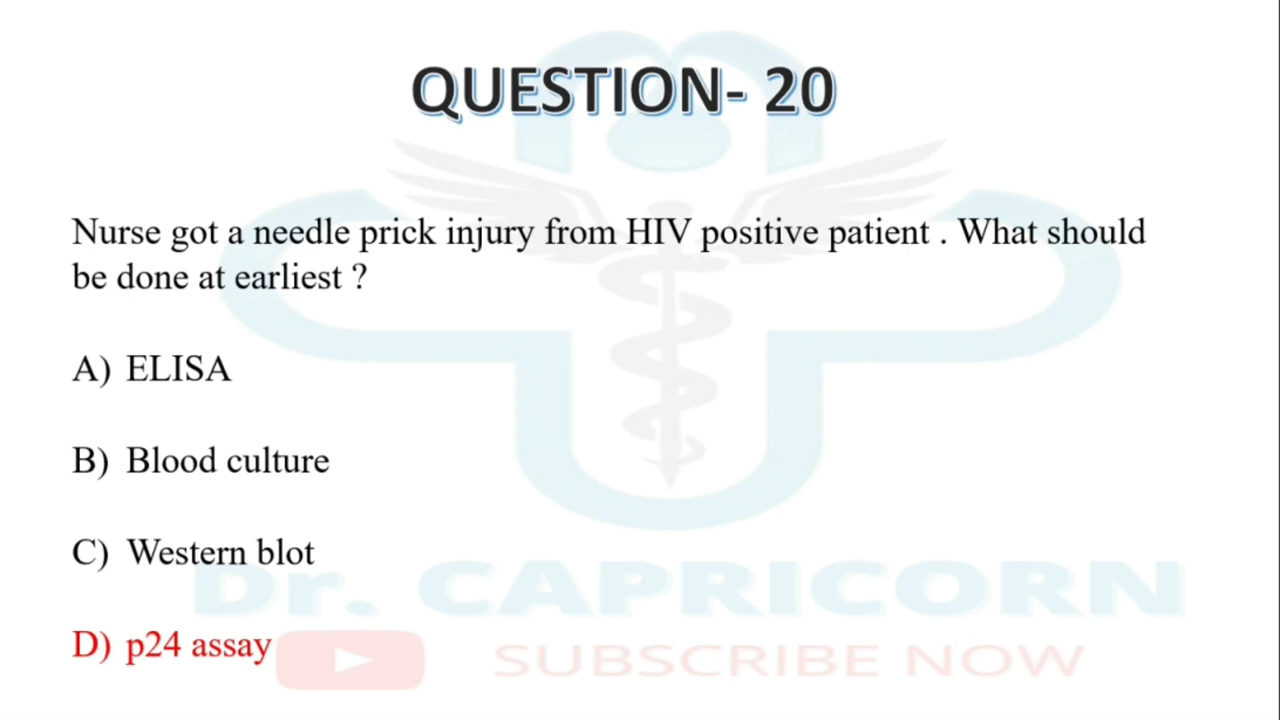 QUESTION- 20
Nurse got a needle prick injury from HIV positive patient . What should
be done at earliest ?
A) ELISA
B) Blood culture
C) Western blot
Dr. CAPRICORN
D) p24 assay
SUBSCRIBE NOW